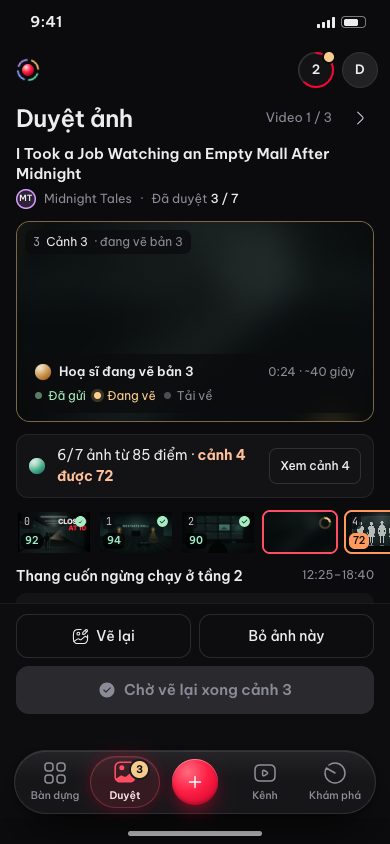 9:41
2
D
Duyệt ảnh
Video 1 / 3
I Took a Job Watching an Empty Mall After
Midnight
MT Midnight Tales · Đã duyệt 3 / 7
3 Cảnh 3 · đang vẽ bản 3
Hoạ sĩ đang vẽ bản 3
0:24 · ~40 giây
Đã gửi Đang vẽ Tải về
6/7 ảnh từ 85 điểm · cảnh 4
được 72
Xem cảnh 4
0 92
1 94
2 90
4 72
Thang cuốn ngừng chạy ở tầng 2
12:25–18:40
Vẽ lại
Bỏ ảnh này
Chờ vẽ lại xong cảnh 3
3
Bàn dựng
Duyệt
Kênh
Khám phá